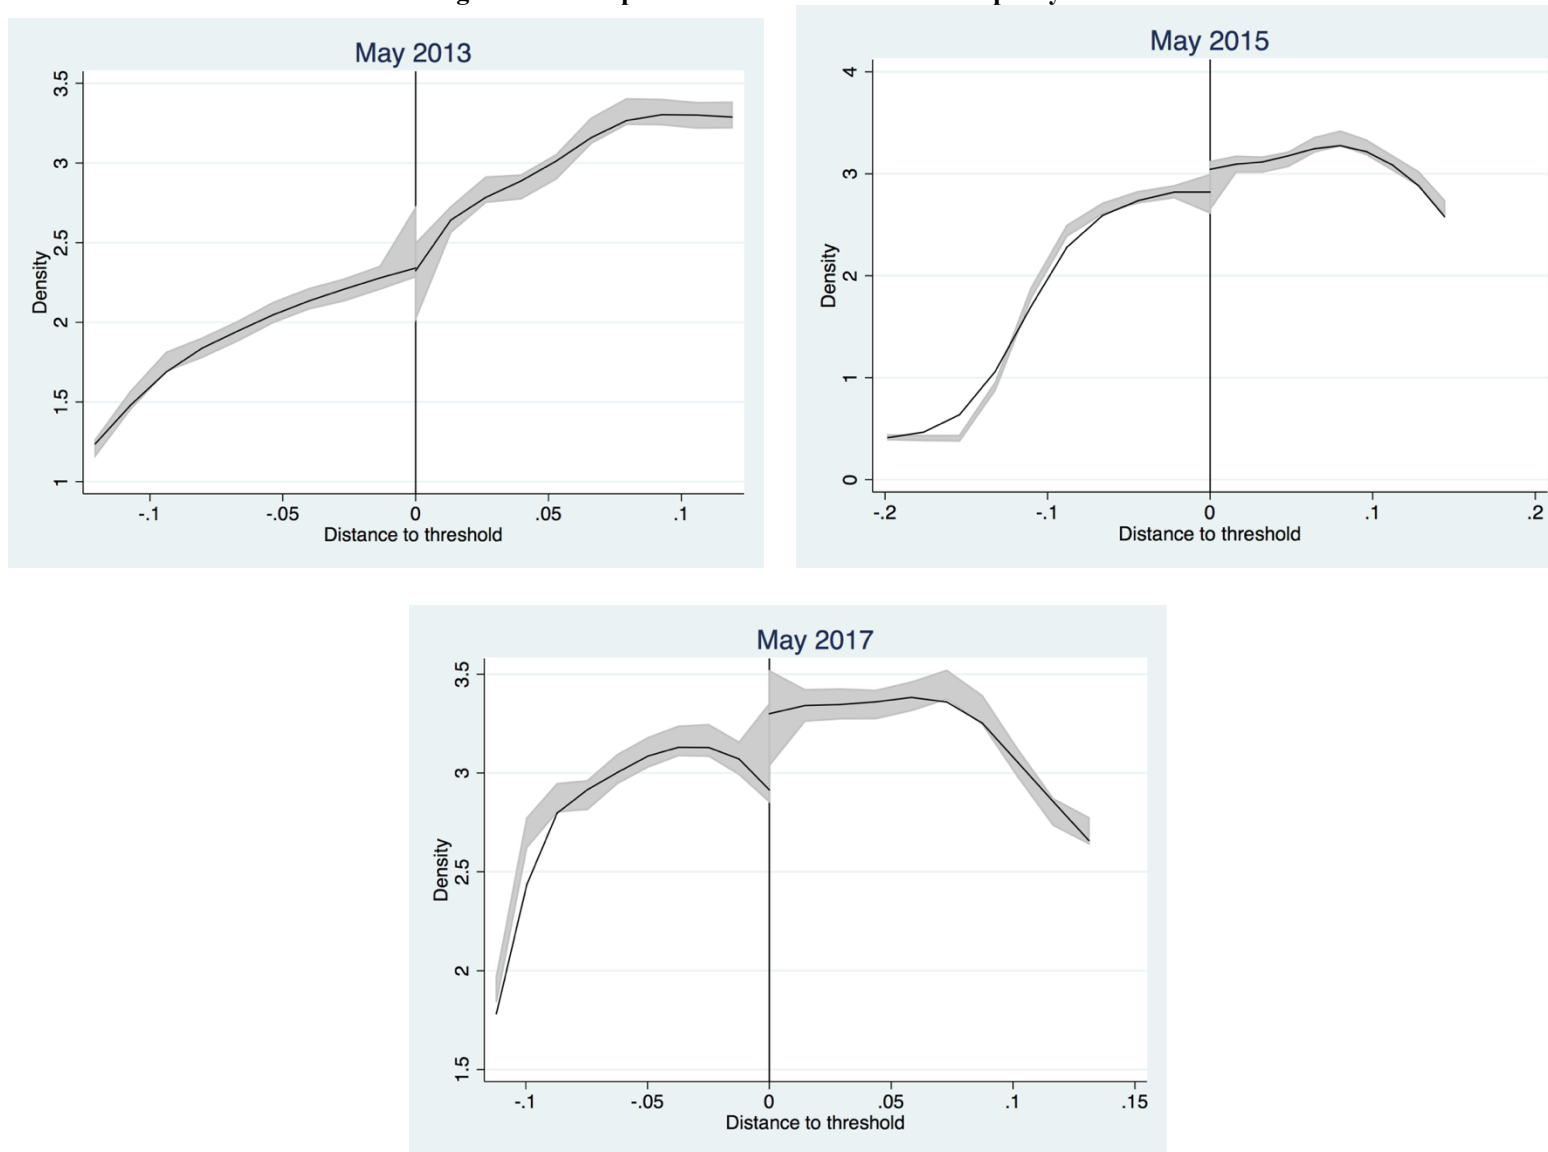 May 2013
3.5
3
2.5
2
1.5
1
Density
-.1 -.05 0 .05 .1
Distance to threshold
May 2015
4
3
2
1
0
Density
-.2 -.1 0 .1 .2
Distance to threshold
May 2017
3.5
3
2.5
2
1.5
Density
-.1 -.05 0 .05 .1 .15
Distance to threshold